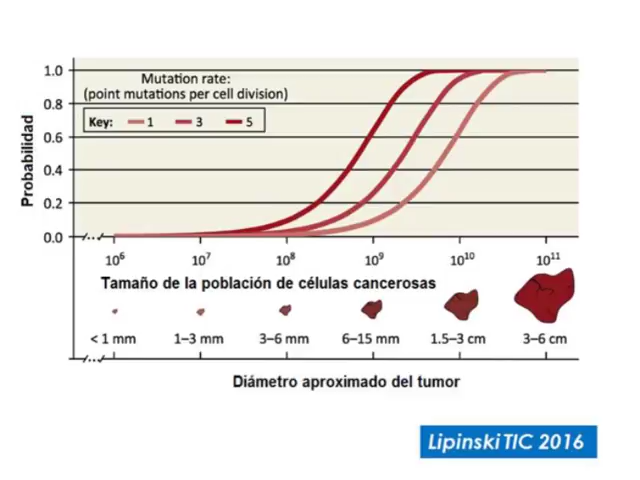 Mutation rate:
(point mutations per cell division)
Key: 1 3 5
Probabilidad
1.0
0.8
0.6
0.4
0.2
0.0
10⁶ 10⁷ 10⁸ 10⁹ 10¹⁰ 10¹¹
Tamaño de la población de células cancerosas
< 1 mm 1–3 mm 3–6 mm 6–15 mm 1.5–3 cm 3–6 cm
Diámetro aproximado del tumor
Lipinski TIC 2016